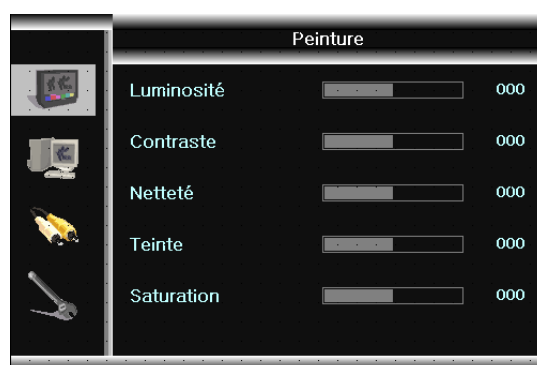 Peinture
Luminosité 000
Contraste 000
Netteté 000
Teinte 000
Saturation 000